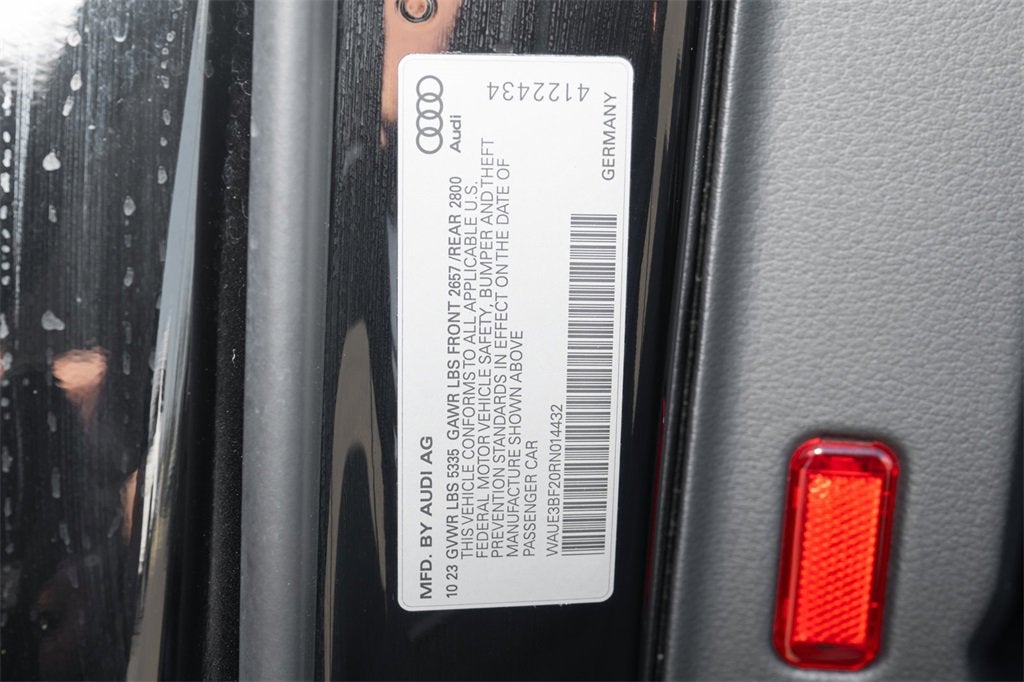 MFD. BY AUDI AG
Audi
10 23 GVWR LBS 5335 GAWR LBS FRONT 2657 /REAR 2800
THIS VEHICLE CONFORMS TO ALL APPLICABLE U.S.
FEDERAL MOTOR VEHICLE SAFETY, BUMPER AND THEFT
PREVENTION STANDARDS IN EFFECT ON THE DATE OF
MANUFACTURE SHOWN ABOVE
PASSENGER CAR
WAUE3BF20RN014432
GERMANY
4122434